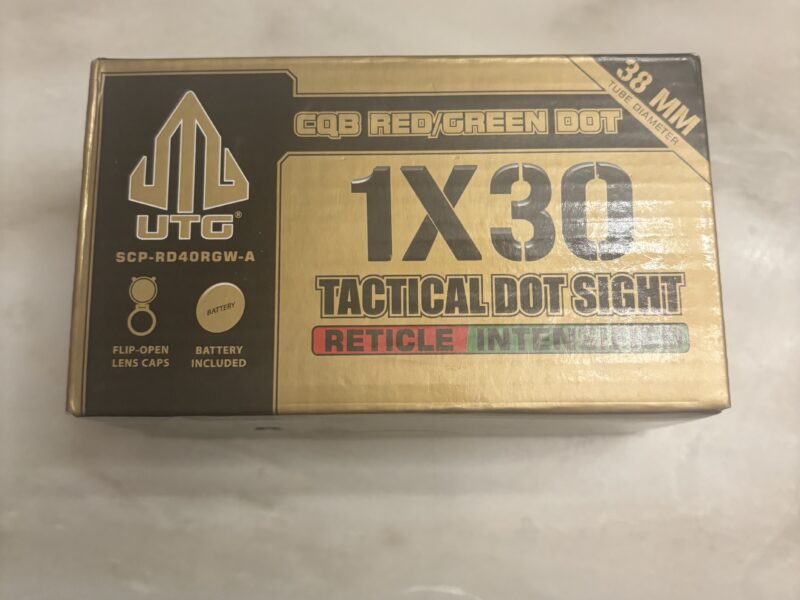 UTG®
SCP-RD40RGW-A
FLIP-OPEN
LENS CAPS
BATTERY
BATTERY
INCLUDED
CQB RED/GREEN DOT
38 MM
TUBE DIAMETER
1X30
TACTICAL DOT SIGHT
RETICLE INTENSITIES